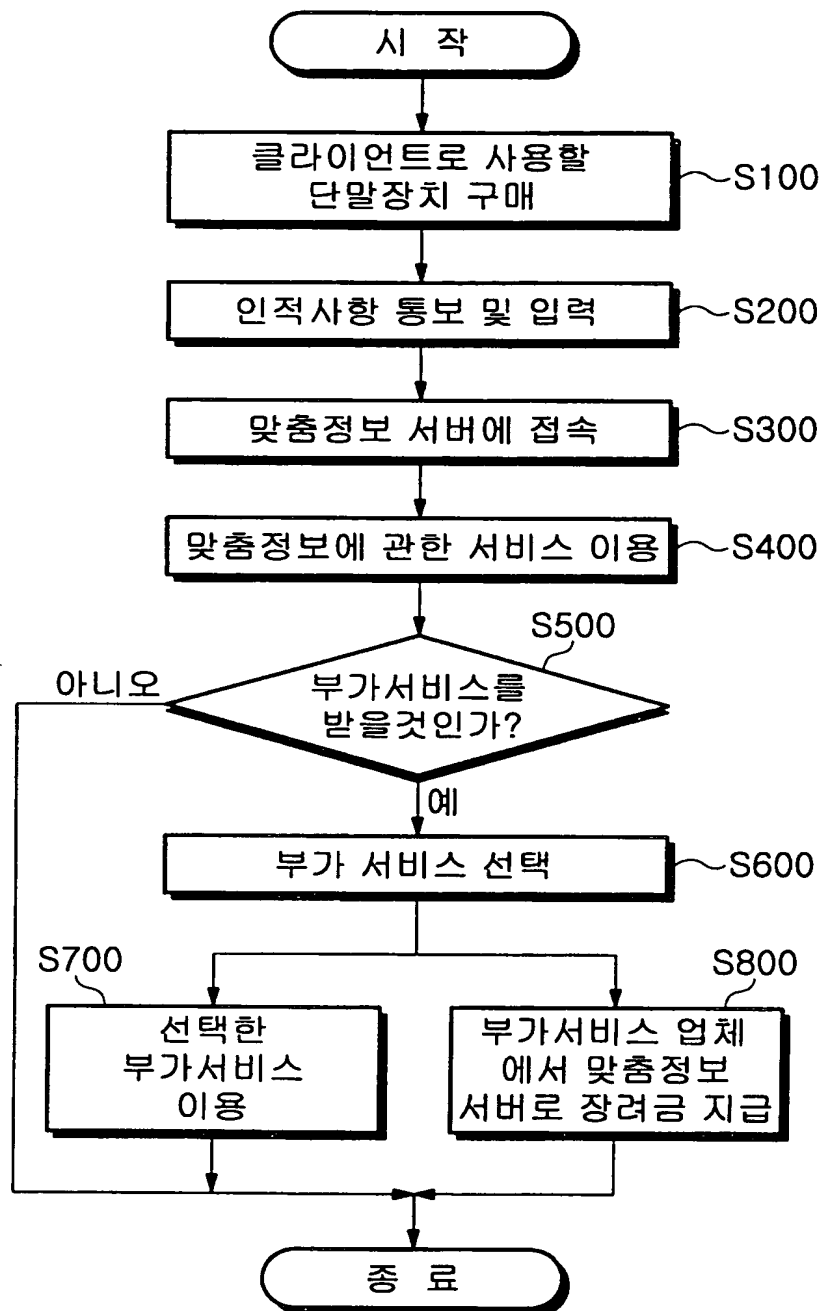 시 작
클라이언트로 사용할
단말장치 구매
S100
인적사항 통보 및 입력
S200
맞춤정보 서버에 접속
S300
맞춤정보에 관한 서비스 이용
S400
S500
아니오
부가서비스를
받을것인가?
예
부가 서비스 선택
S600
S700
선택한
부가서비스
이용
S800
부가서비스 업체
에서 맞춤정보
서버로 장려금 지급
종 료